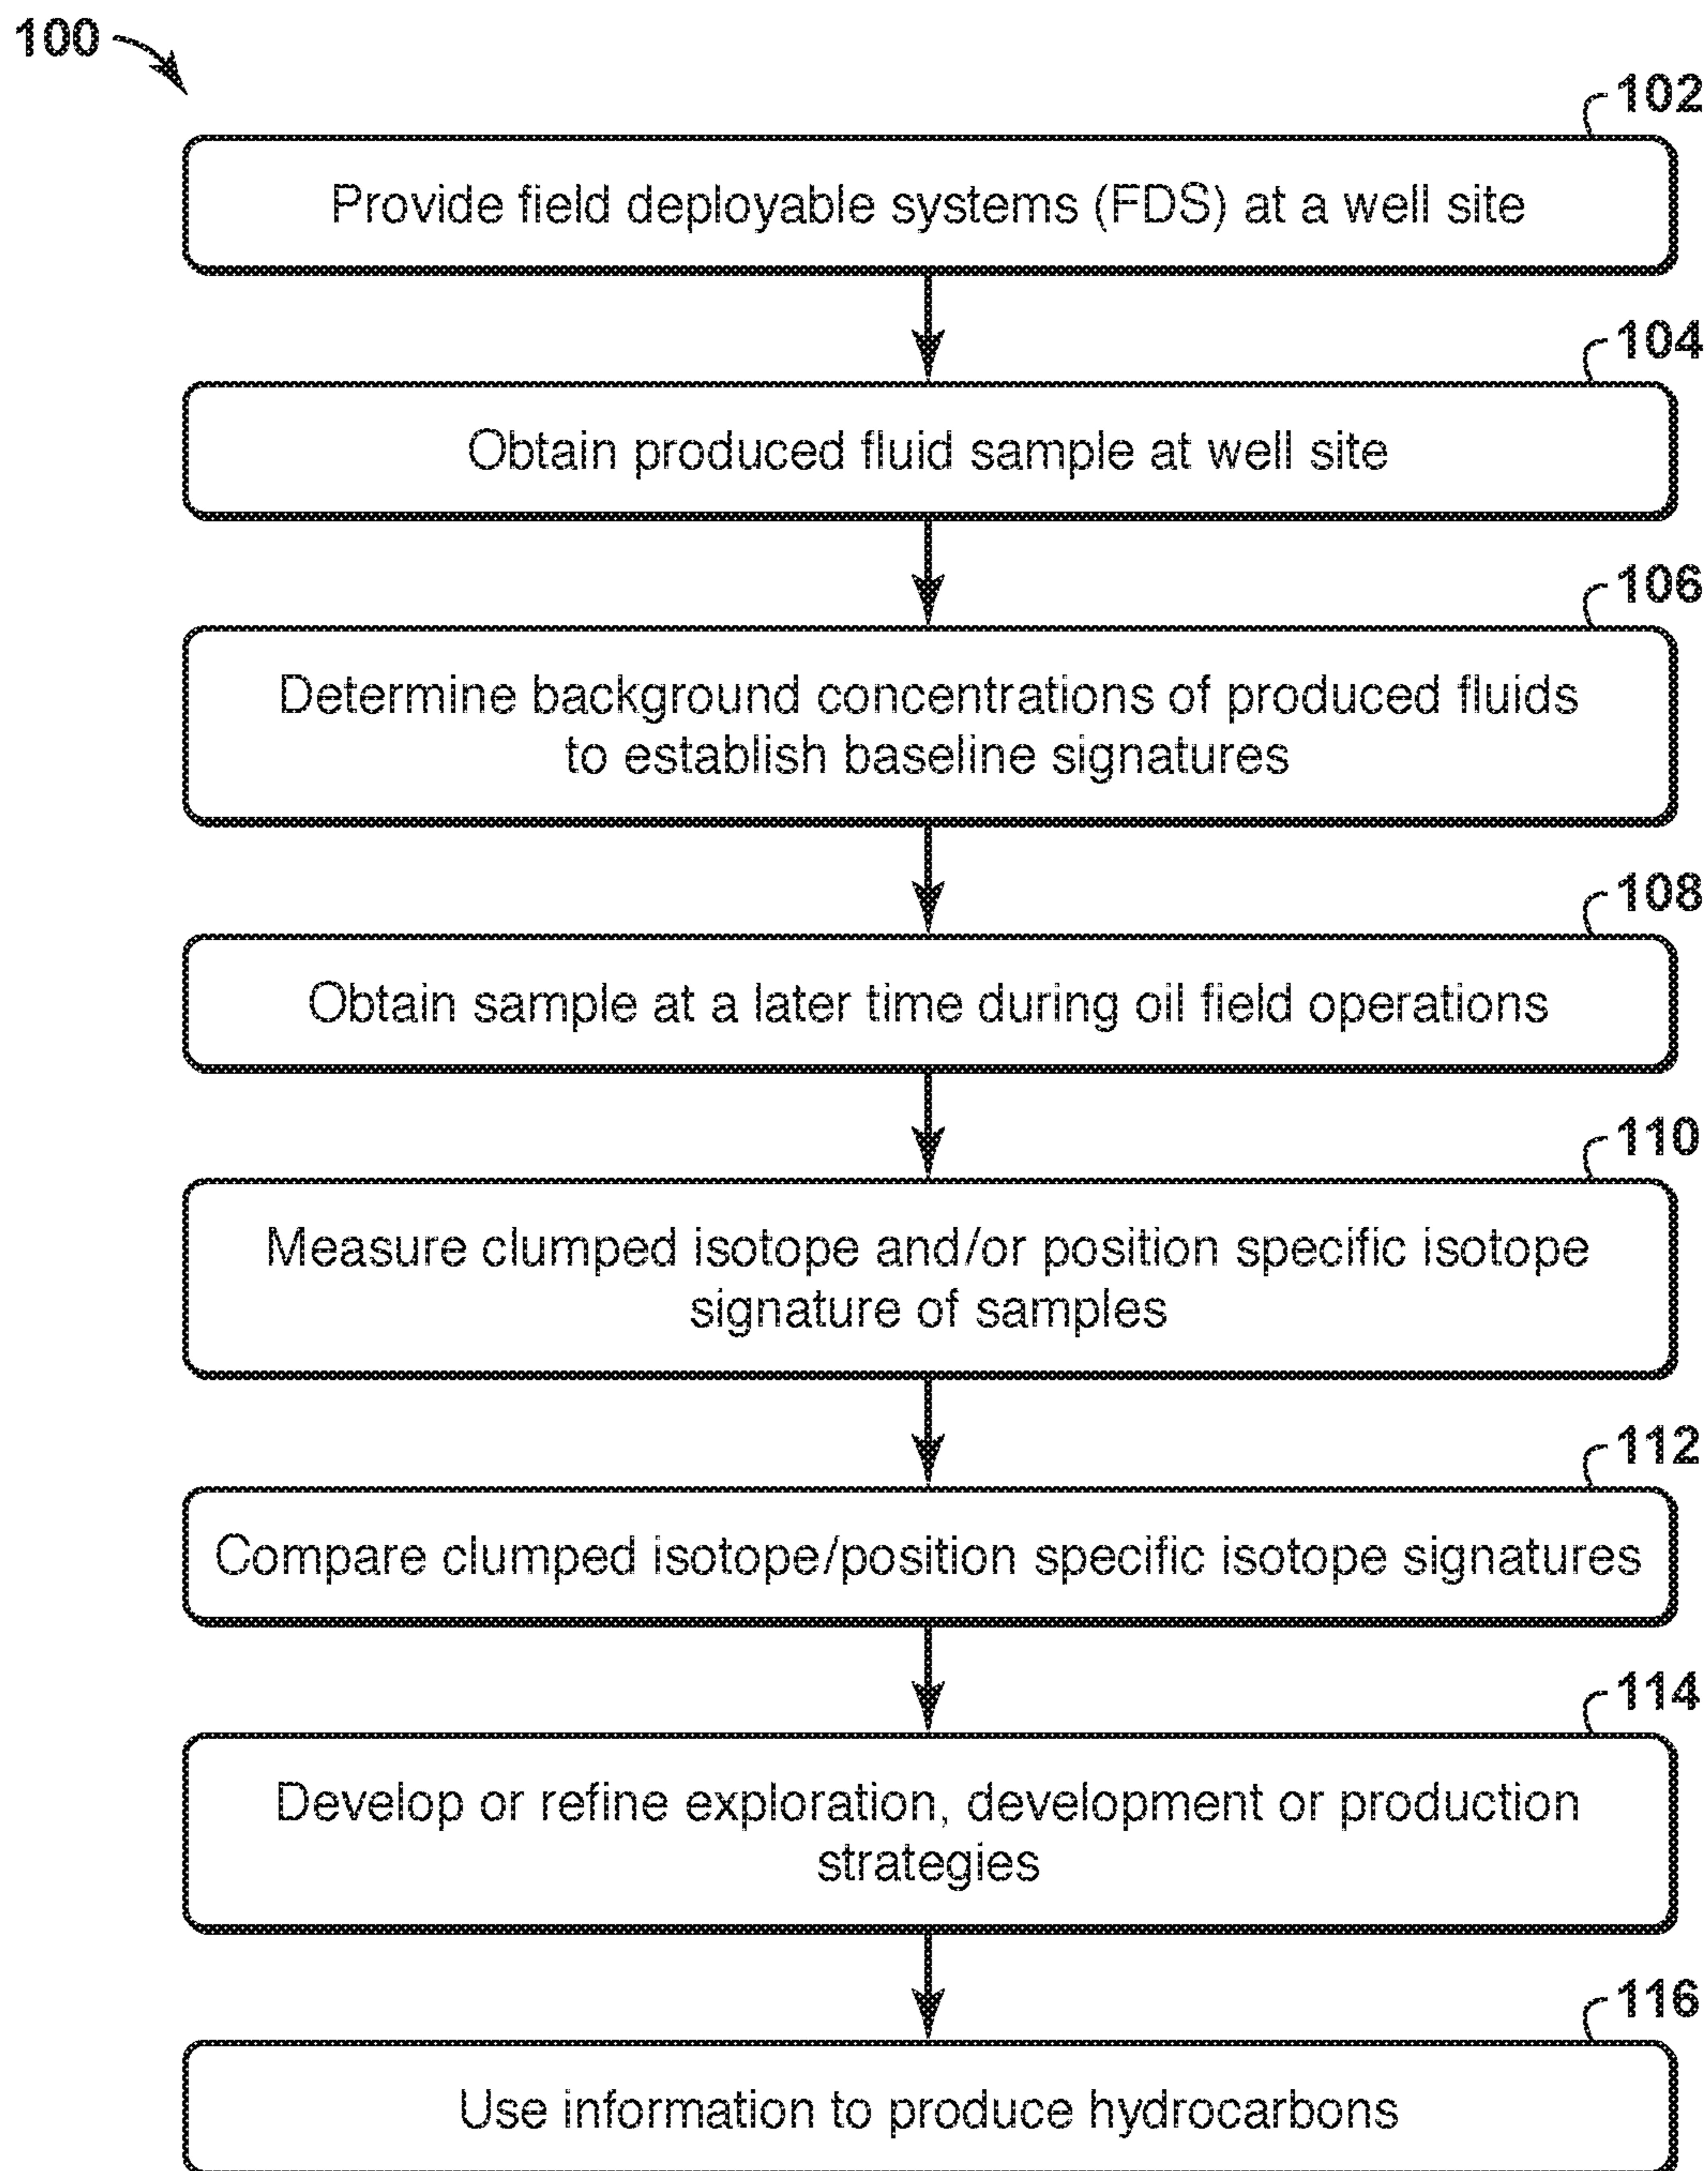 100
102
Provide field deployable systems (FDS) at a well site
104
Obtain produced fluid sample at well site
106
Determine background concentrations of produced fluids
to establish baseline signatures
108
Obtain sample at a later time during oil field operations
110
Measure clumped isotope and/or position specific isotope
signature of samples
112
Compare clumped isotope/position specific isotope signatures
114
Develop or refine exploration, development or production
strategies
116
Use information to produce hydrocarbons